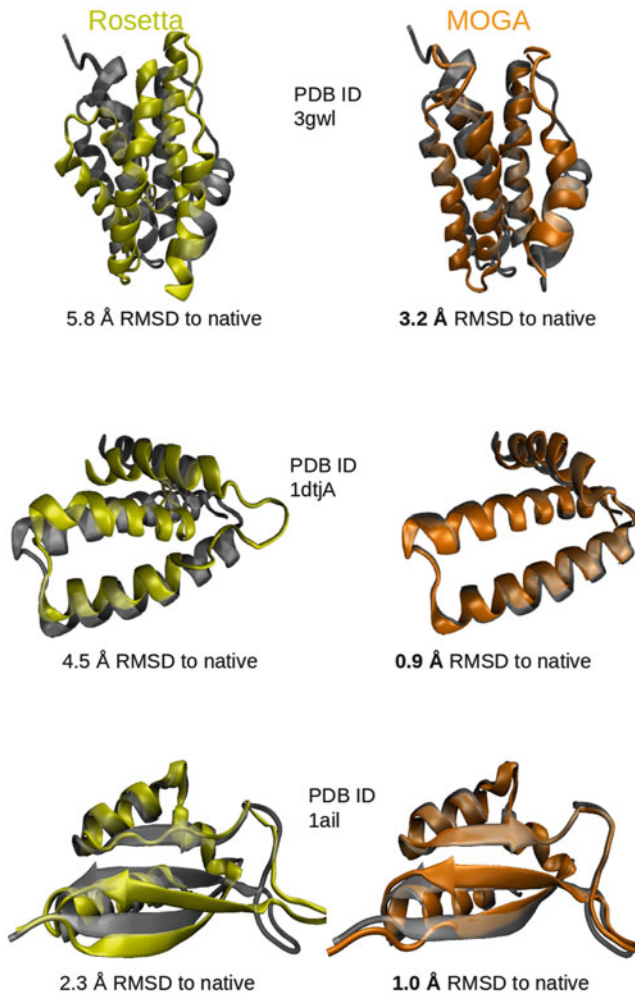 Rosetta
MOGA
PDB ID
3gwl
5.8 Å RMSD to native
3.2 Å RMSD to native
PDB ID
1dtjA
4.5 Å RMSD to native
0.9 Å RMSD to native
PDB ID
1ail
2.3 Å RMSD to native
1.0 Å RMSD to native